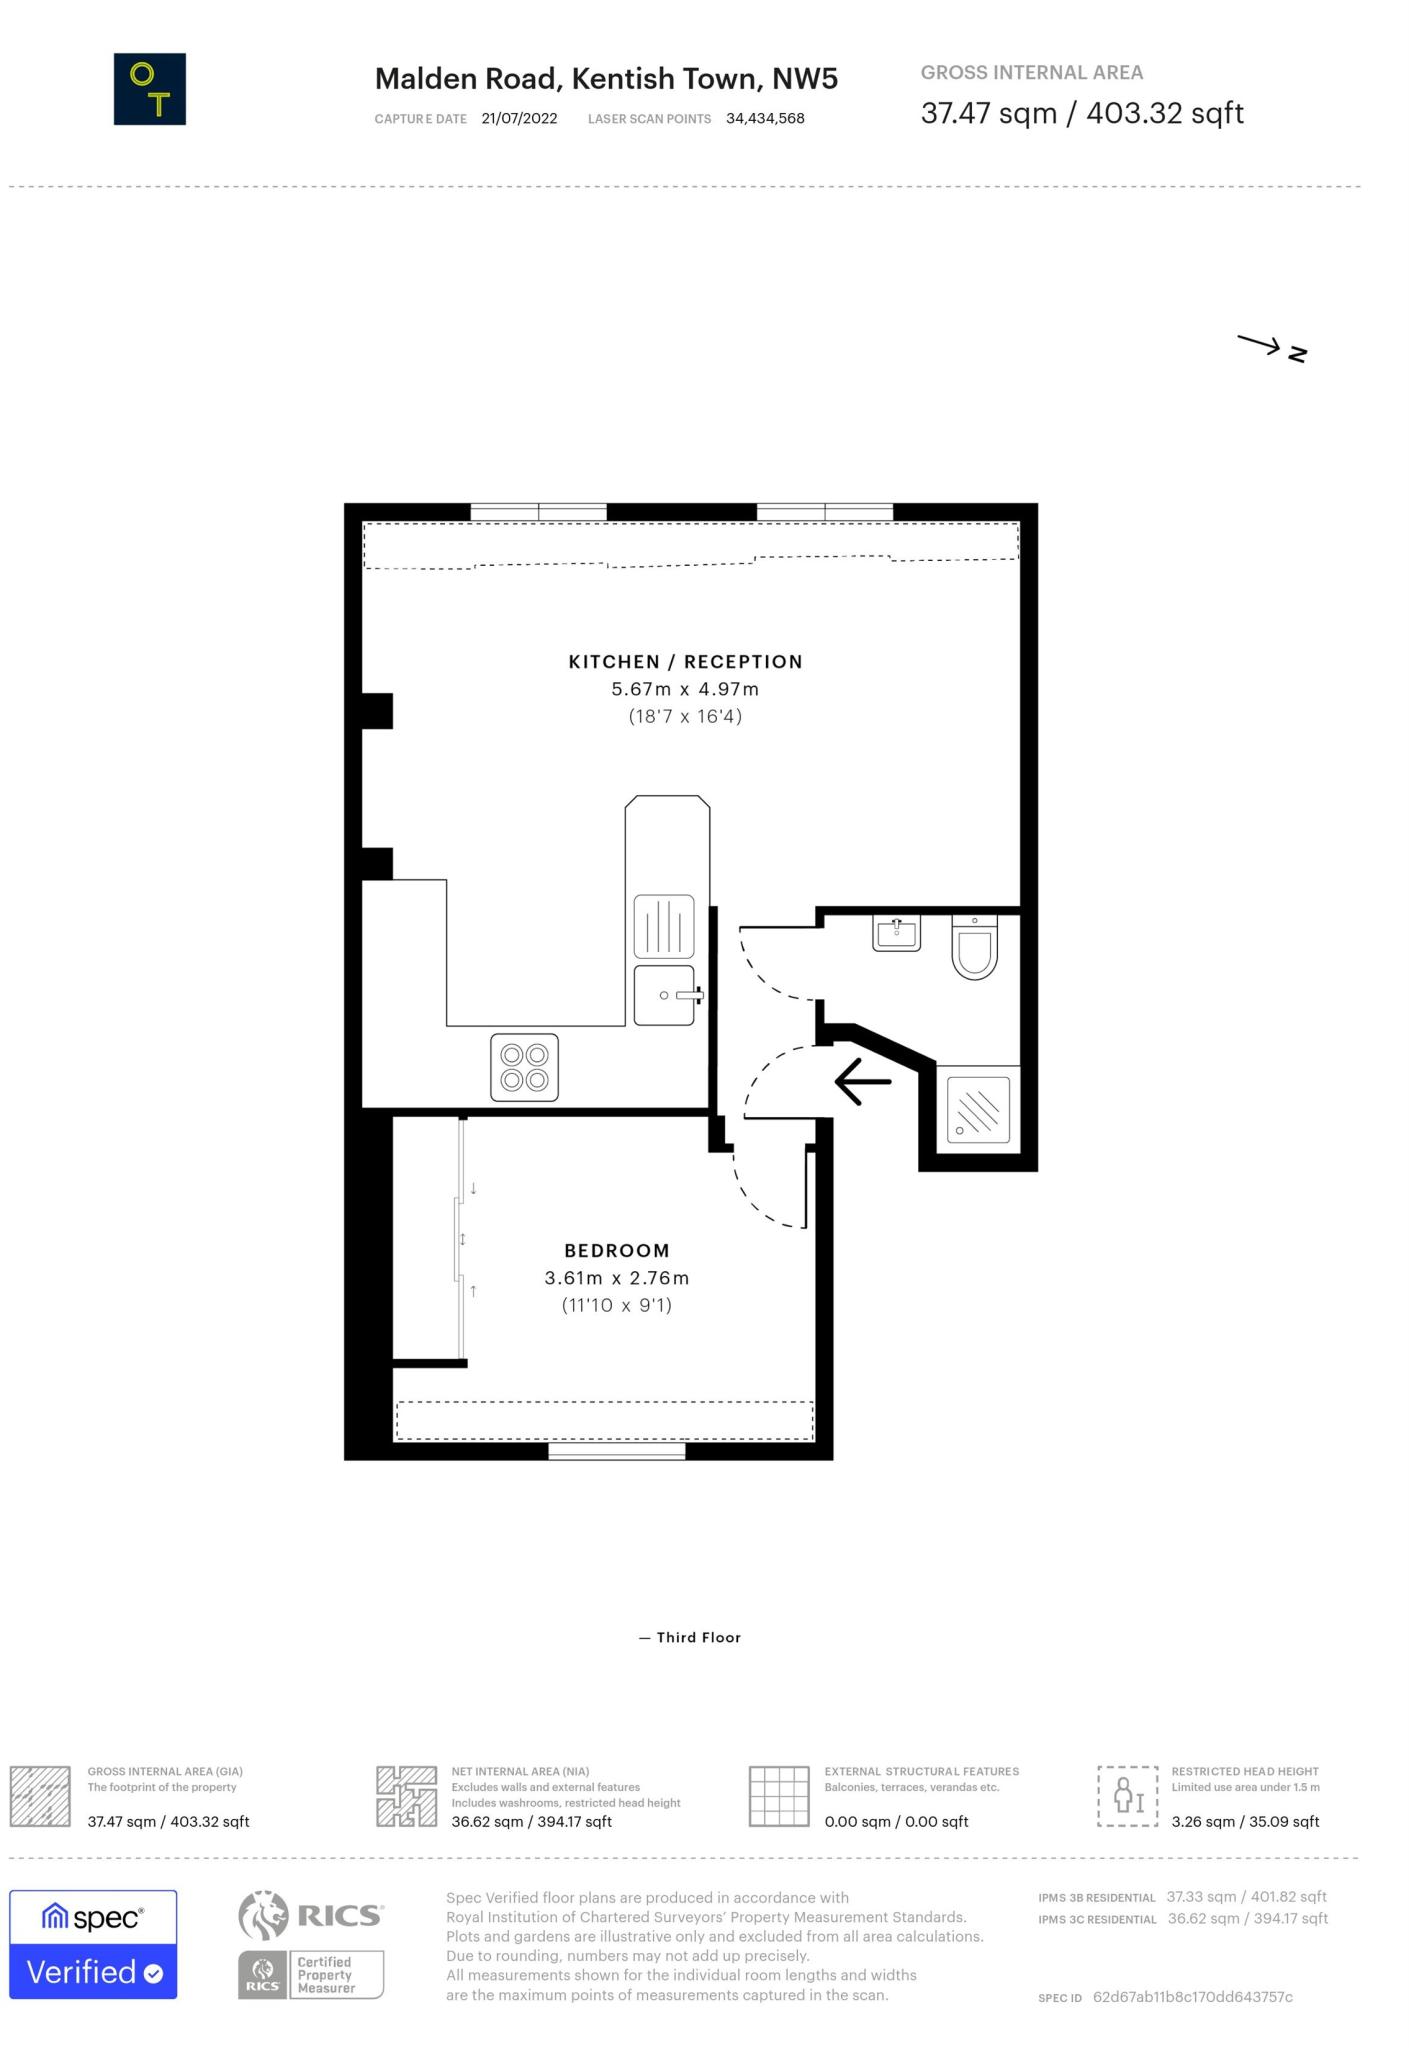 O
T
Malden Road, Kentish Town, NW5
CAPTURE DATE 21/07/2022 LASER SCAN POINTS 34,434,568
GROSS INTERNAL AREA
37.47 sqm / 403.32 sqft
N
KITCHEN / RECEPTION
5.67m x 4.97m
(18'7 x 16'4)
BEDROOM
3.61m x 2.76m
(11'10 x 9'1)
— Third Floor
GROSS INTERNAL AREA (GIA)
The footprint of the property
37.47 sqm / 403.32 sqft
NET INTERNAL AREA (NIA)
Excludes walls and external features
Includes washrooms, restricted head height
36.62 sqm / 394.17 sqft
EXTERNAL STRUCTURAL FEATURES
Balconies, terraces, verandas etc.
0.00 sqm / 0.00 sqft
RESTRICTED HEAD HEIGHT
Limited use area under 1.5 m
3.26 sqm / 35.09 sqft
spec®
Verified
RICS®
RICS
Certified
Property
Measurer
Spec Verified floor plans are produced in accordance with
Royal Institution of Chartered Surveyors' Property Measurement Standards.
Plots and gardens are illustrative only and excluded from all area calculations.
Due to rounding, numbers may not add up precisely.
All measurements shown for the individual room lengths and widths
are the maximum points of measurements captured in the scan.
IPMS 3B RESIDENTIAL 37.33 sqm / 401.82 sqft
IPMS 3C RESIDENTIAL 36.62 sqm / 394.17 sqft
SPEC ID 62d67ab11b8c170dd643757c